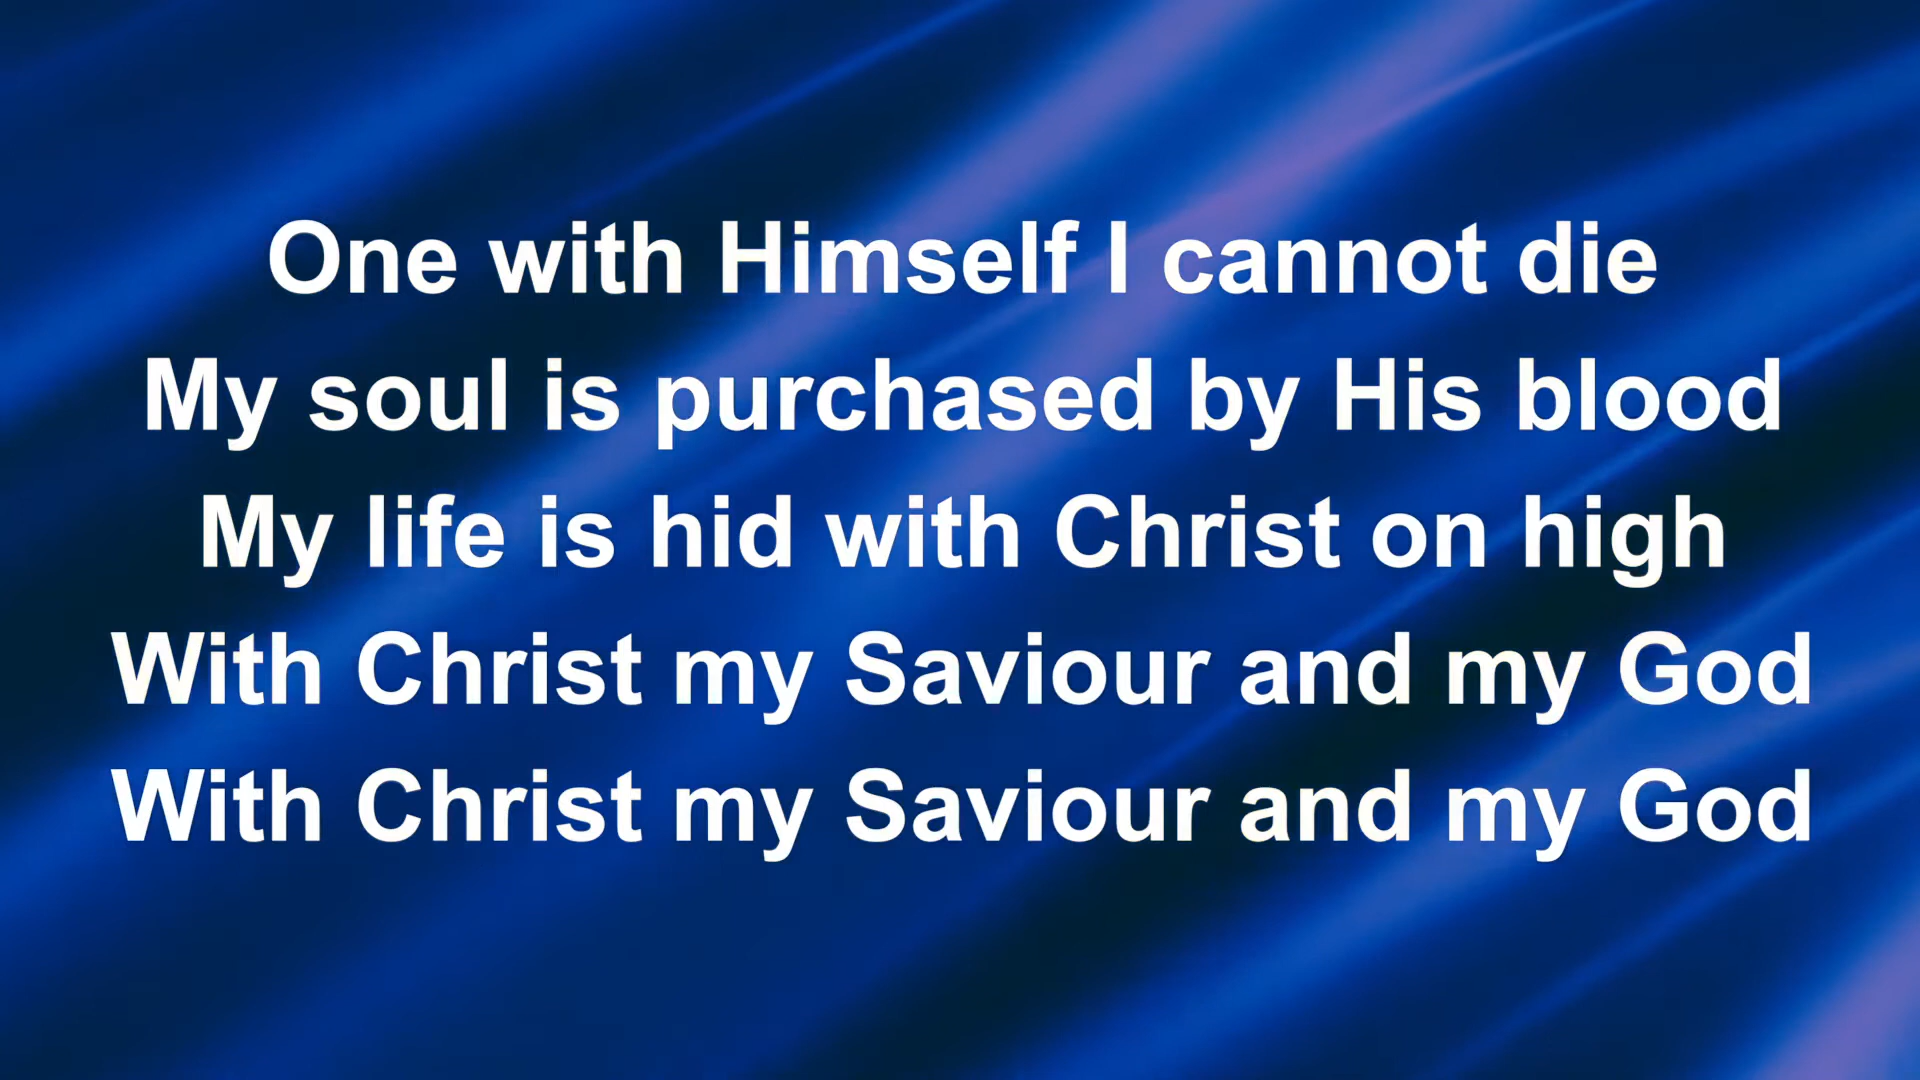 One with Himself I cannot die
My soul is purchased by His blood
My life is hid with Christ on high
With Christ my Saviour and my God
With Christ my Saviour and my God